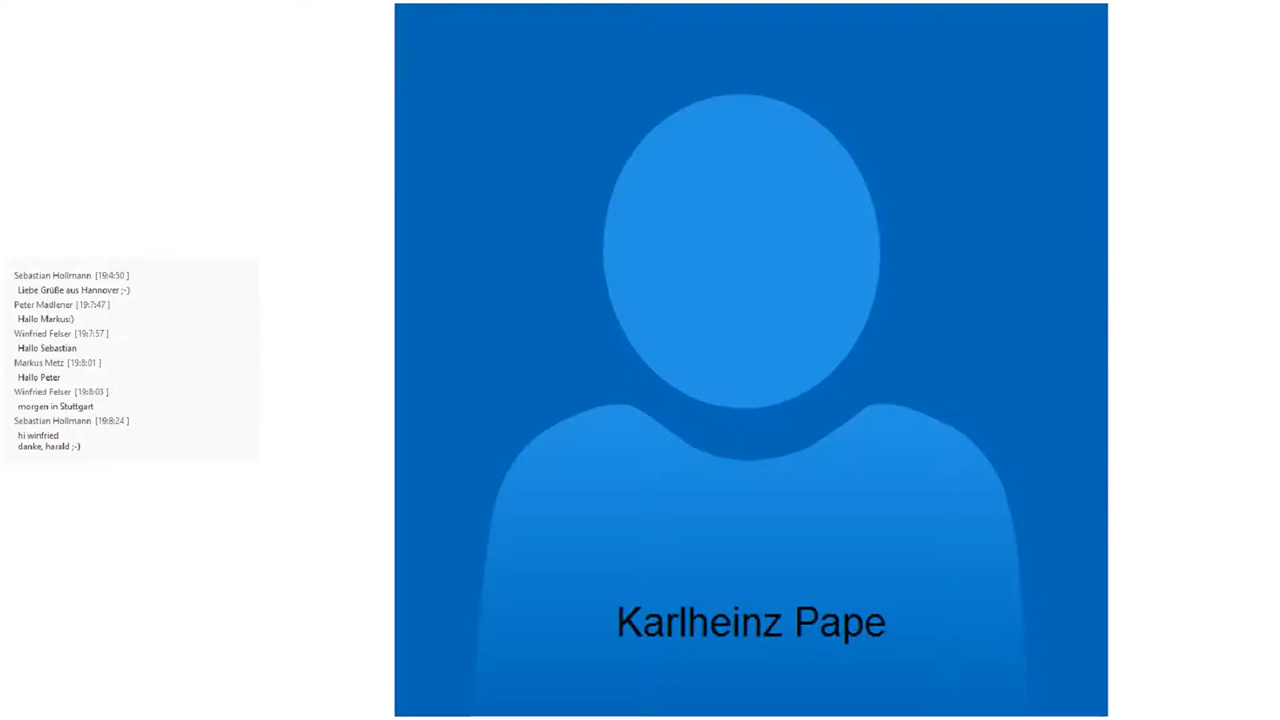 Sebastian Hollmann [19:4:50 ]
Liebe Grüße aus Hannover ;-)
Peter Madlener [19:7:47 ]
Hallo Markus:)
Winfried Felser [19:7:57 ]
Hallo Sebastian
Markus Metz [19:8:01 ]
Hallo Peter
Winfried Felser [19:8:03 ]
morgen in Stuttgart
Sebastian Hollmann [19:8:24 ]
hi winfried
danke, harald ;-)
Karlheinz Pape